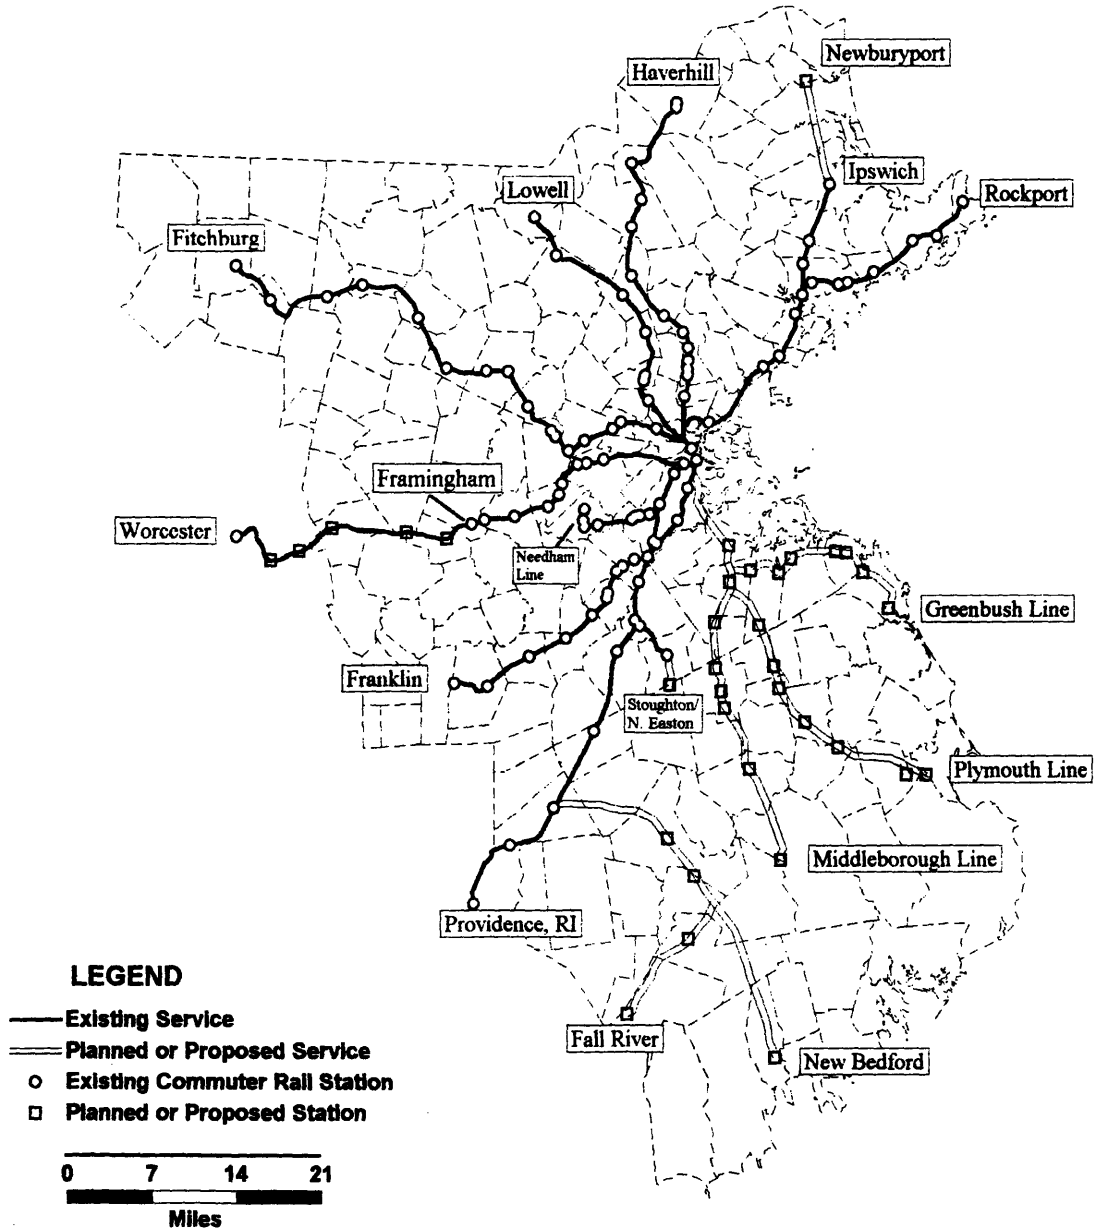 Newburyport
Haverhill
Ipswich
Lowell
Rockport
Fitchburg
Framingham
Worcester
Needham
Line
Greenbush Line
Franklin
Stoughton/
N. Easton
Plymouth Line
Middleborough Line
Providence, RI
Fall River
New Bedford
LEGEND
Existing Service
Planned or Proposed Service
Existing Commuter Rail Station
Planned or Proposed Station
0 7 14 21
Miles